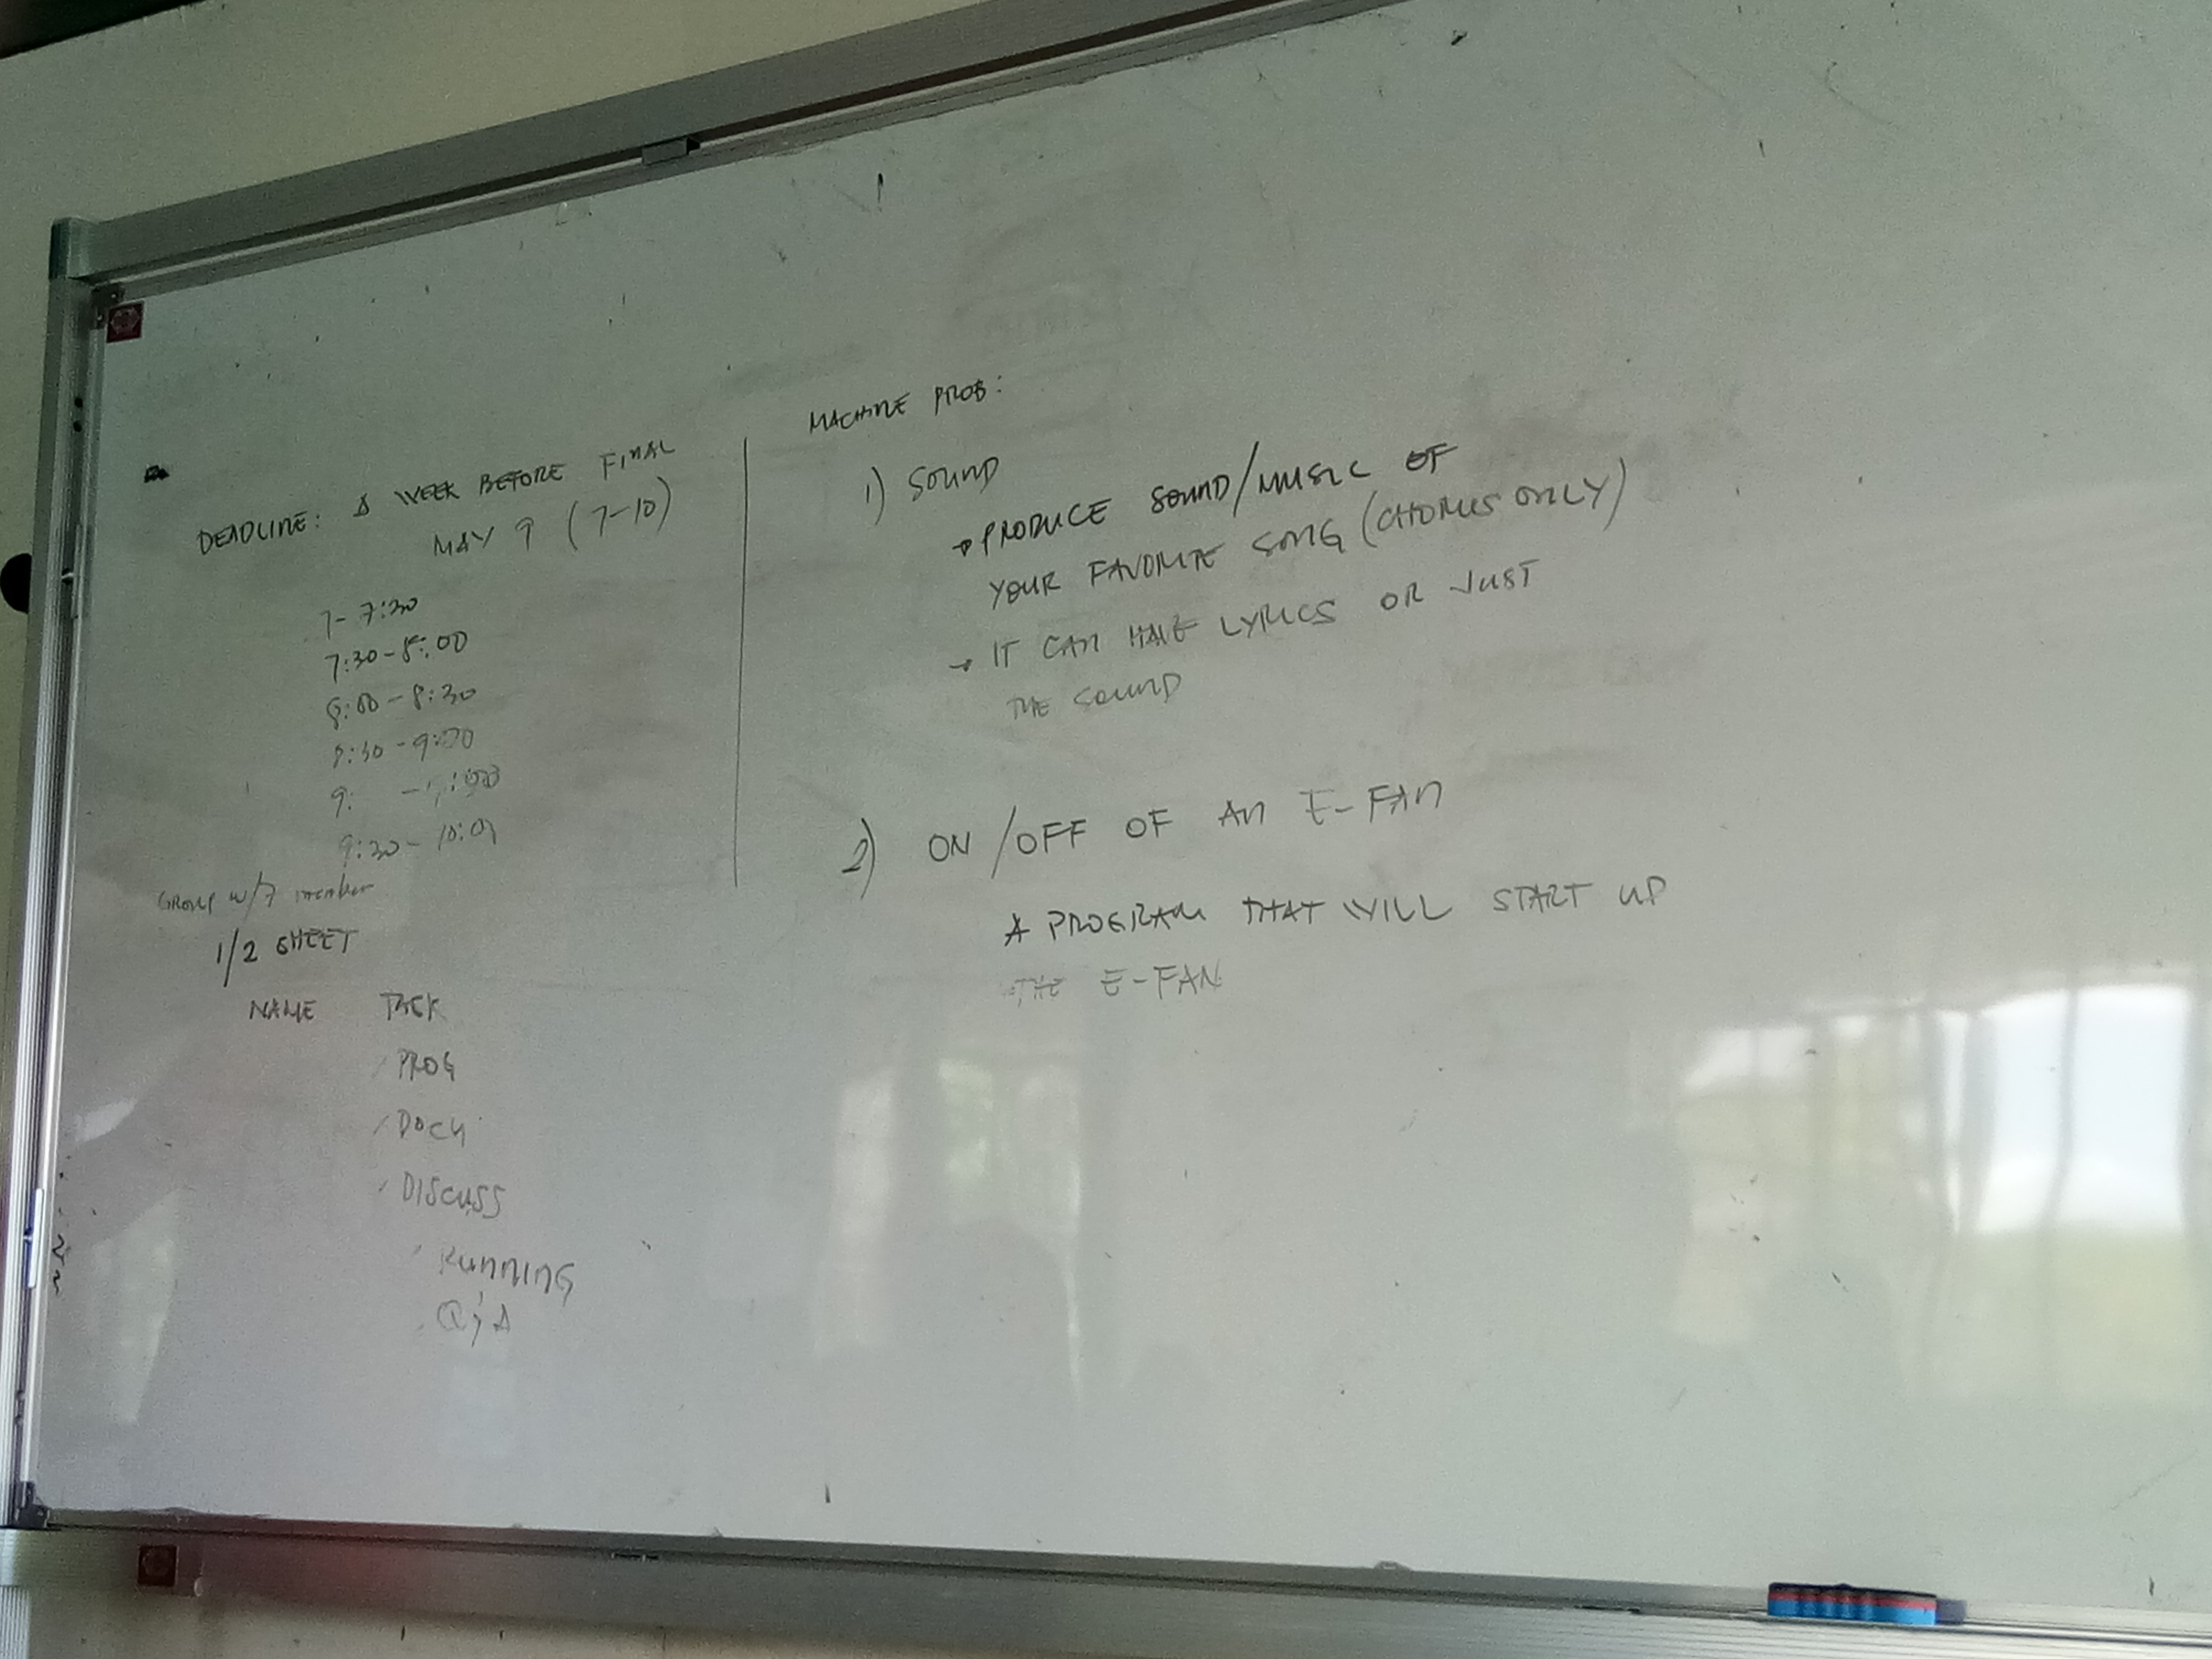 DEADLINE: A WEEK BEFORE FINAL
MAY 9 (7-10)
7-7:30
7:30-8:00
8:00-8:30
8:30-9:00
9:
9:30-10:00
GROUP W/7 member
1/2 SHEET
NAME TASK
PROG
DOCU
DISCUSS
RUNNING
Q & A
MACHINE PROB:
1) SOUND
→ PRODUCE SOUND/MUSIC OF
YOUR FAVORITE SONG (CHORUS ONLY)
→ IT CAN HAVE LYRICS OR JUST
THE SOUND
2) ON/OFF OF AN E-FAN
A PROGRAM THAT WILL START UP
THE E-FAN